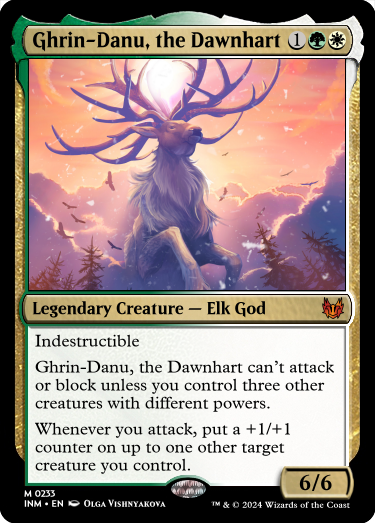 Ghrin-Danu, the Dawnhart 1
Legendary Creature — Elk God
Indestructible
Ghrin-Danu, the Dawnhart can't attack
or block unless you control three other
creatures with different powers.
Whenever you attack, put a +1/+1
counter on up to one other target
creature you control.
6/6
M 0233
INM • EN Olga Vishnyakova
™ & © 2024 Wizards of the Coast